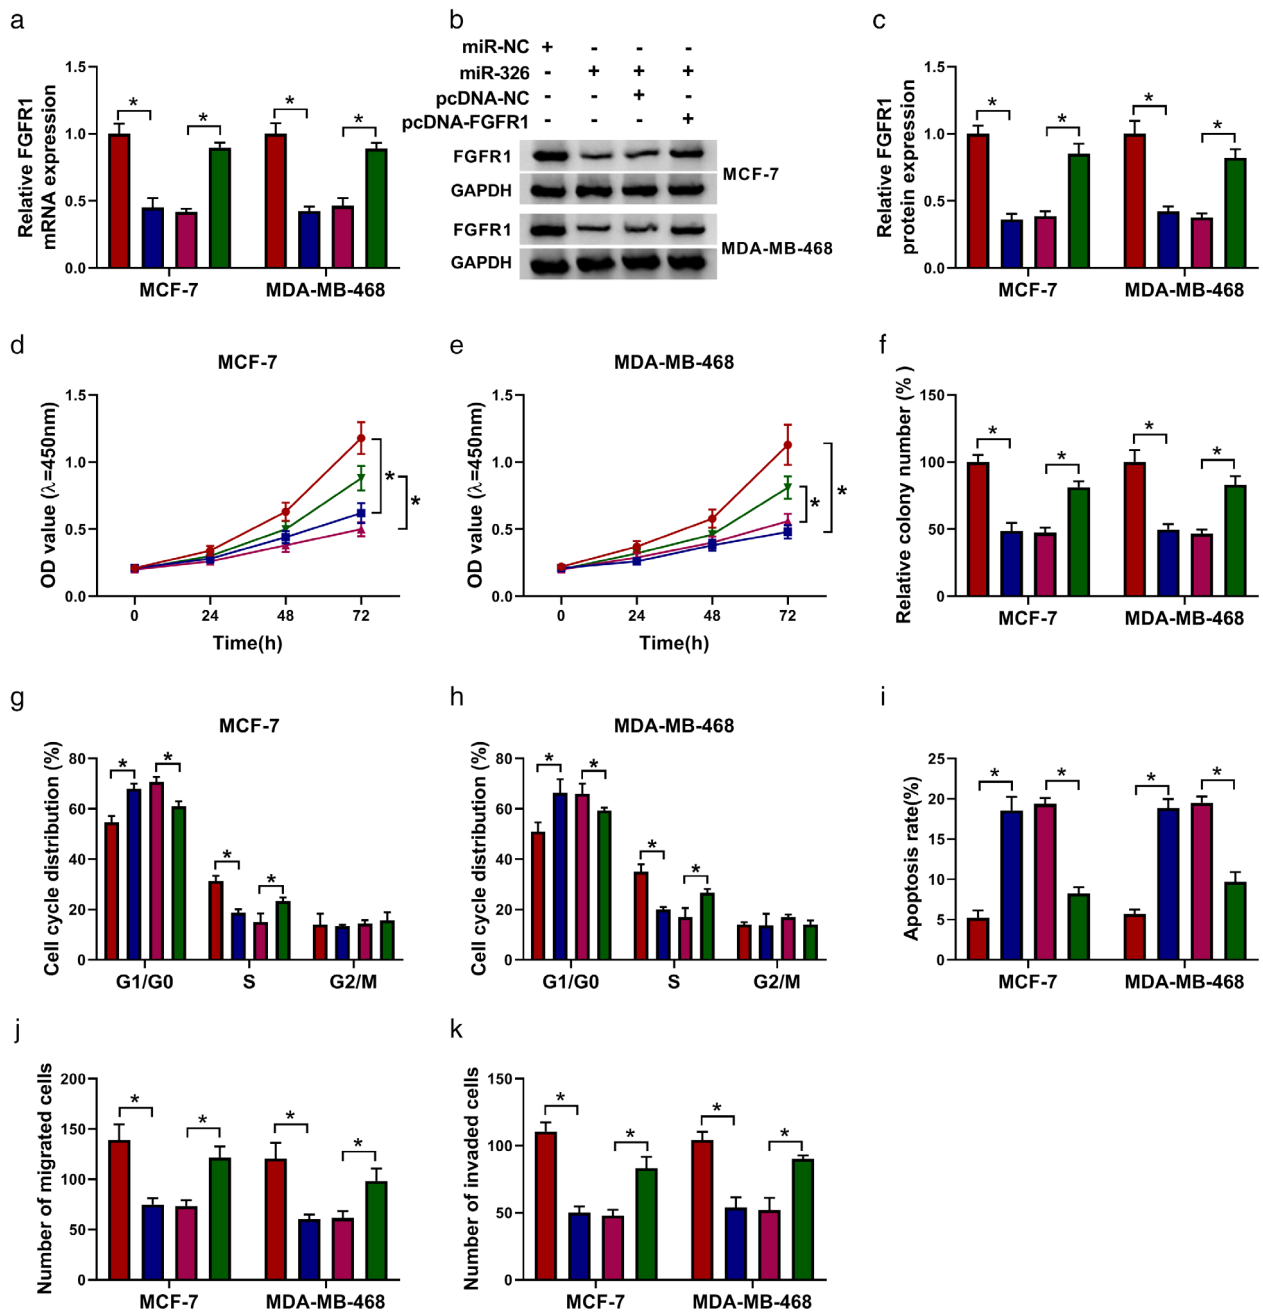 a
Relative FGFR1
mRNA expression
1.5
1.0
0.5
0.0
* * * *
MCF-7 MDA-MB-468
b
miR-NC + - - -
miR-326 - + + +
pcDNA-NC - - + -
pcDNA-FGFR1 - - - +
FGFR1
GAPDH
MCF-7
FGFR1
GAPDH
MDA-MB-468
c
Relative FGFR1
protein expression
1.5
1.0
0.5
0.0
* * * *
MCF-7 MDA-MB-468
d
MCF-7
OD value (λ=450nm)
1.5
1.0
0.5
0.0
* *
0 24 48 72
Time(h)
e
MDA-MB-468
OD value (λ=450nm)
1.5
1.0
0.5
0.0
* *
0 24 48 72
Time(h)
f
Relative colony number (%)
150
100
50
0
* * * *
MCF-7 MDA-MB-468
g
MCF-7
Cell cycle distribution (%)
80
60
40
20
0
* * * *
G1/G0 S G2/M
h
MDA-MB-468
Cell cycle distribution (%)
80
60
40
20
0
* * * *
G1/G0 S G2/M
i
Apoptosis rate(%)
25
20
15
10
5
0
* * * *
MCF-7 MDA-MB-468
j
Number of migrated cells
200
150
100
50
0
* * * *
MCF-7 MDA-MB-468
k
Number of invaded cells
150
100
50
0
* * * *
MCF-7 MDA-MB-468